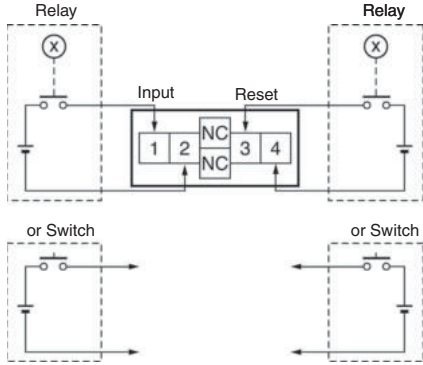 Relay Relay
X X
Input Reset
NC
1 2 3 4
NC
or Switch or Switch